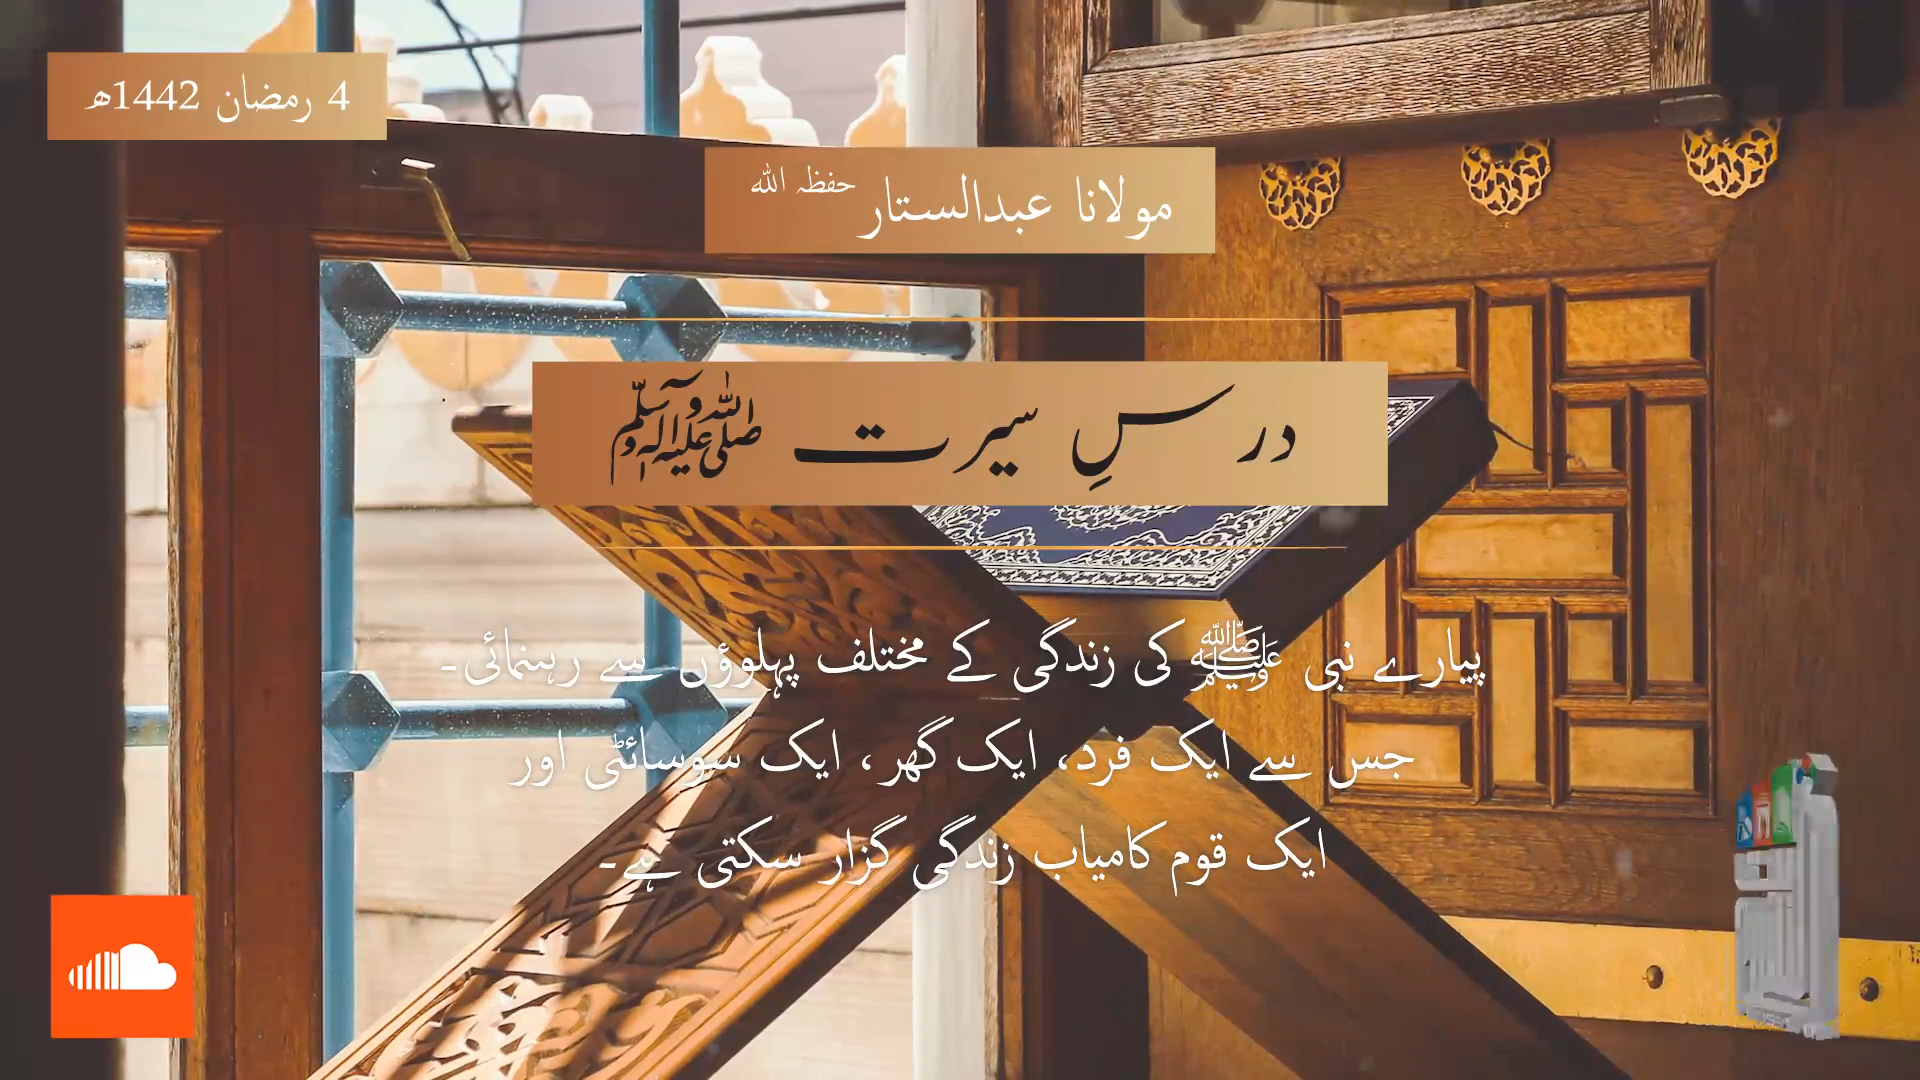 4 رمضان 1442ھ
مولانا عبدالستار حفظہ اللہ
درسِ سیرت صلی اللہ علیہ وآلہ وسلم
پیارے نبی ﷺ کی زندگی کے مختلف پہلوؤں سے رہنمائی۔
جس سے ایک فرد، ایک گھر، ایک سوسائٹی اور
ایک قوم کامیاب زندگی گزار سکتی ہے۔